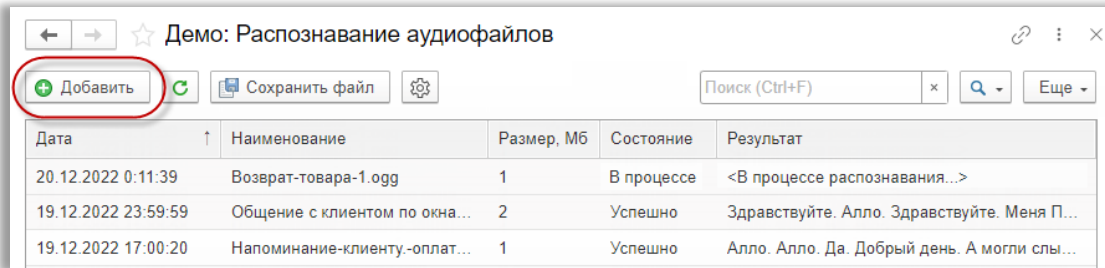 Демо: Распознавание аудиофайлов
Добавить Сохранить файл Поиск (Ctrl+F) Еще
Дата Наименование Размер, Мб Состояние Результат
20.12.2022 0:11:39 Возврат-товара-1.ogg 1 В процессе <В процессе распознавания...>
19.12.2022 23:59:59 Общение с клиентом по окна... 2 Успешно Здравствуйте. Алло. Здравствуйте. Меня П...
19.12.2022 17:00:20 Напоминание-клиенту.-оплат... 1 Успешно Алло. Алло. Да. Добрый день. А могли слы...